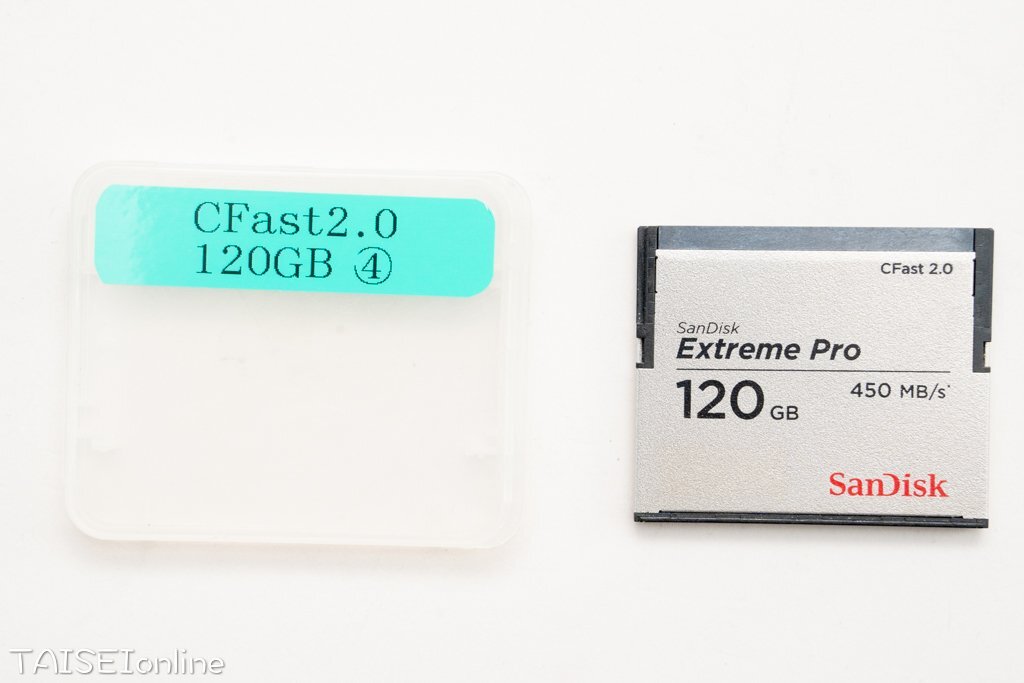 CFast2.0
120GB ④
CFast 2.0
SanDisk
Extreme Pro
120 GB
450 MB/s*
SanDisk
TAISEIonline